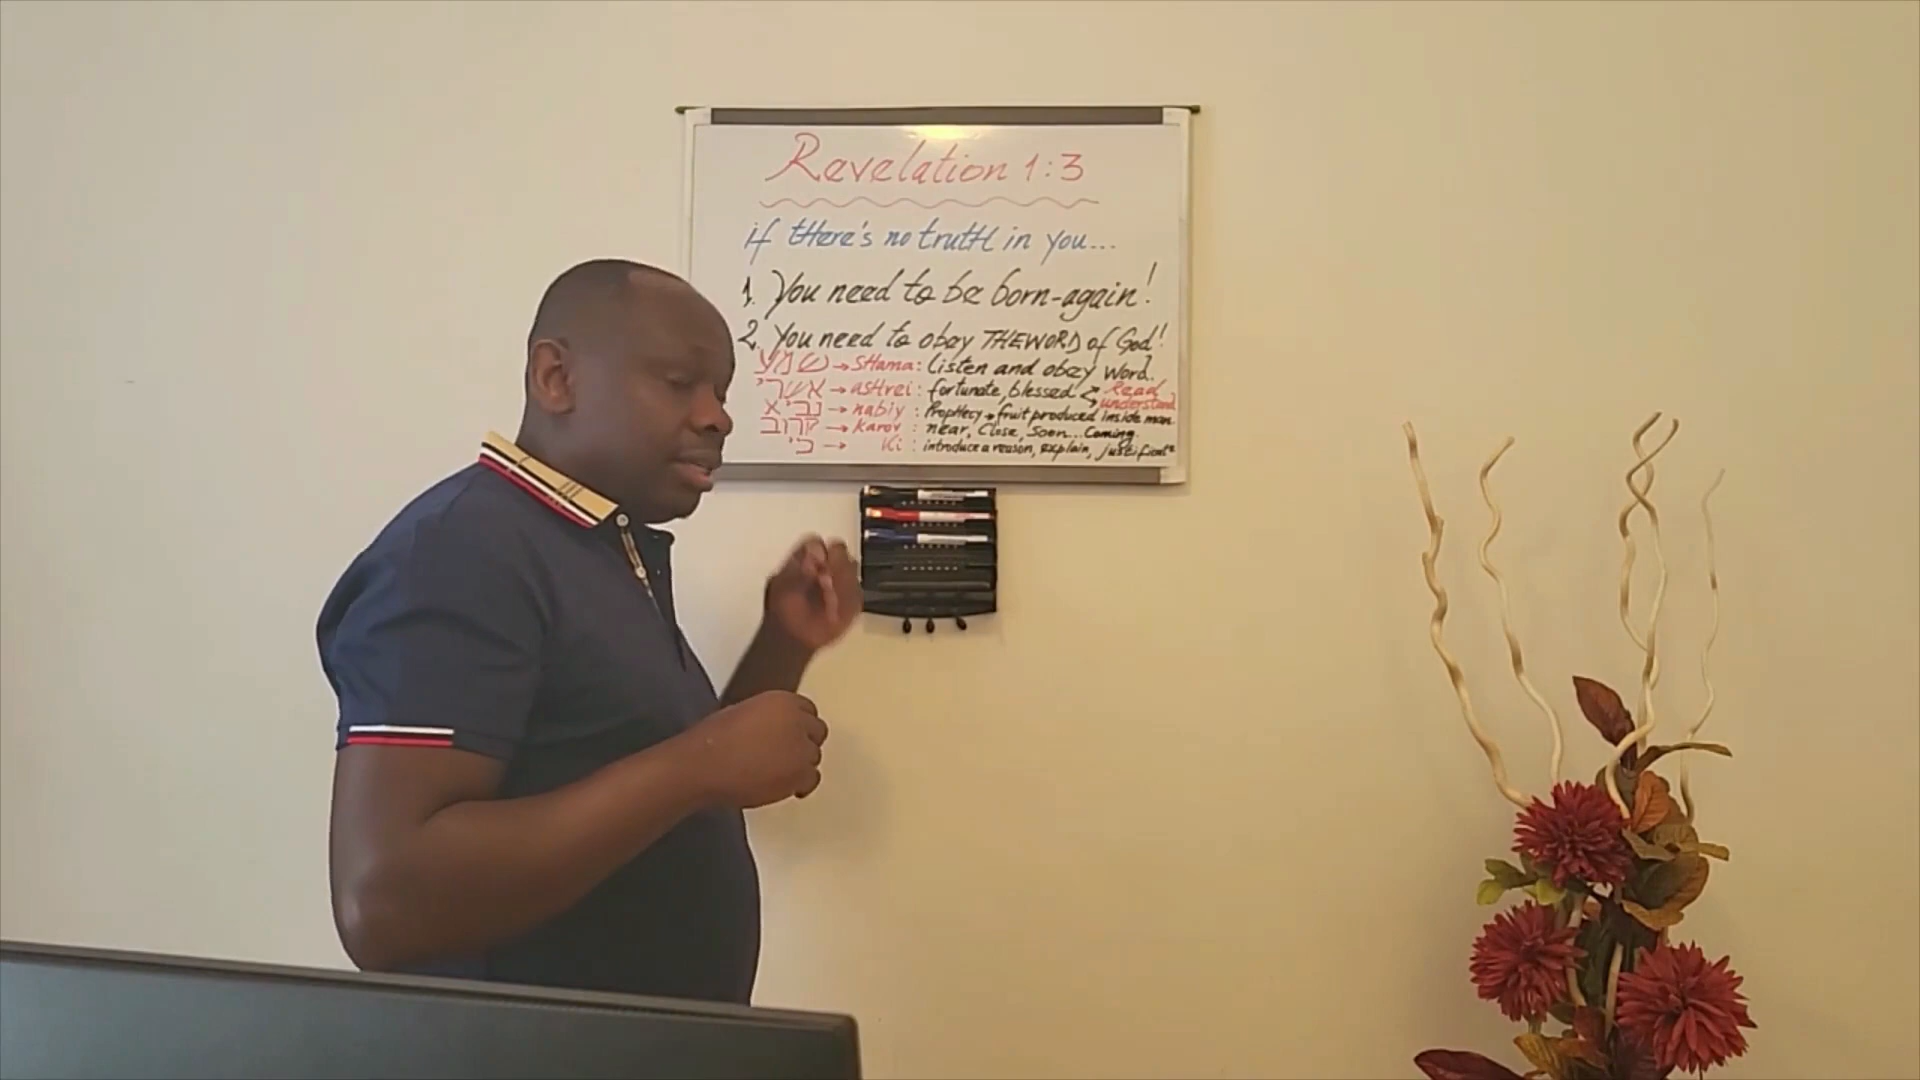 Revelation 1:3
if there's no truth in you...
1. You need to be born-again!
2. You need to obey THEWORD of God!
שמע → SHama: Listen and obey word.
אשרי → asHrei: fortunate, blessed → Read
understand
נביא → nabiy: Prophecy → fruit produced inside man.
קרוב → Karov: near, Close, Soon... Coming.
כי → Ki: introduce a reason, explain,